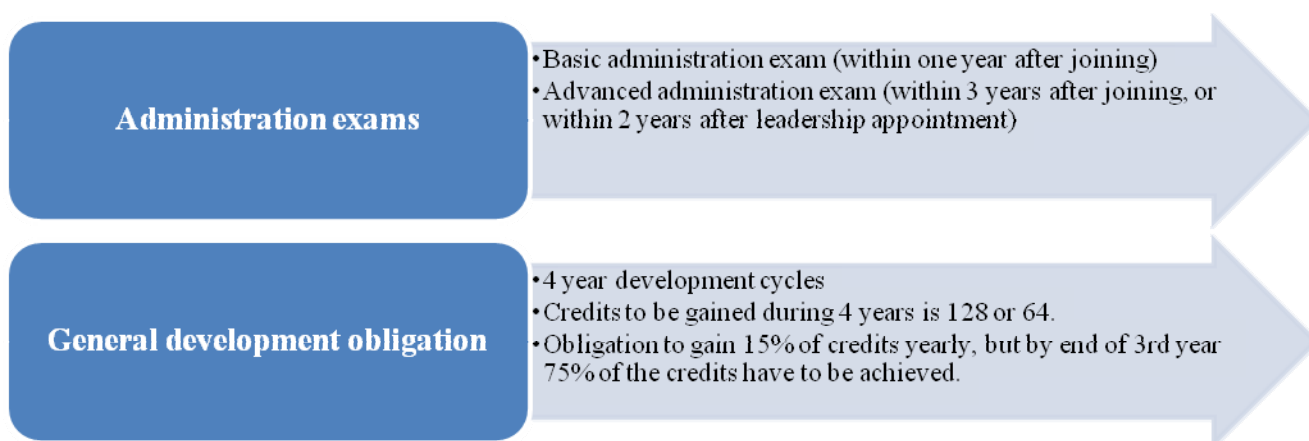 Administration exams
•Basic administration exam (within one year after joining)
•Advanced administration exam (within 3 years after joining, or
within 2 years after leadership appointment)
General development obligation
•4 year development cycles
•Credits to be gained during 4 years is 128 or 64.
•Obligation to gain 15% of credits yearly, but by end of 3rd year
75% of the credits have to be achieved.